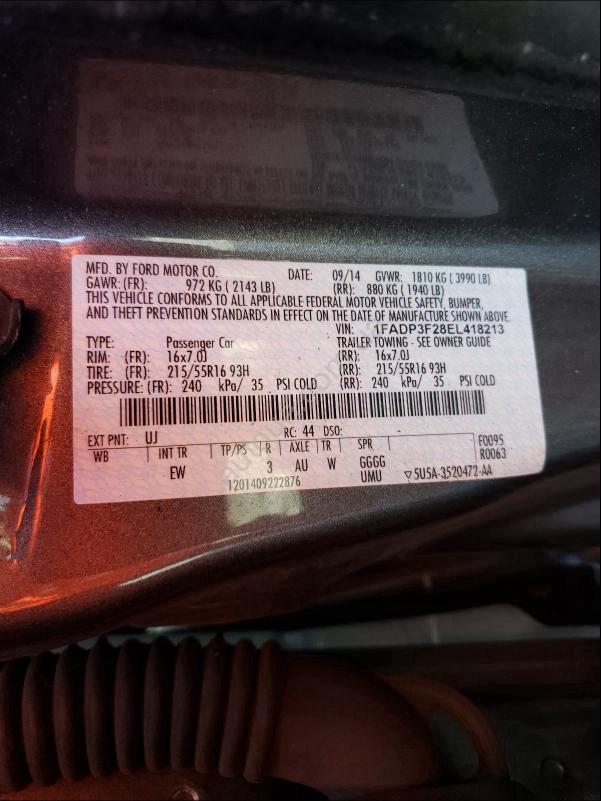 MFD. BY FORD MOTOR CO. DATE: 09/14 GVWR: 1810 KG ( 3990 LB)
GAWR: (FR): 972 KG ( 2143 LB) (RR): 880 KG ( 1940 LB)
THIS VEHICLE CONFORMS TO ALL APPLICABLE FEDERAL MOTOR VEHICLE SAFETY, BUMPER,
AND THEFT PREVENTION STANDARDS IN EFFECT ON THE DATE OF MANUFACTURE SHOWN ABOVE.
VIN: 1FADP3F28EL418213
TYPE: Passenger Car TRAILER TOWING - SEE OWNER GUIDE
RIM: (FR): 16x7.0J (RR): 16x7.0J
TIRE: (FR): 215/55R16 93H (RR): 215/55R16 93H
PRESSURE: (FR): 240 kPa/ 35 PSI COLD (RR): 240 kPa/ 35 PSI COLD
EXT PNT: UJ RC: 44 DSO: - F0095
WB INT TR TP/PS R AXLE TR SPR R0063
EW 3 AU W GGGG
1201409222876 UMU ▽5U5A-3520472-AA